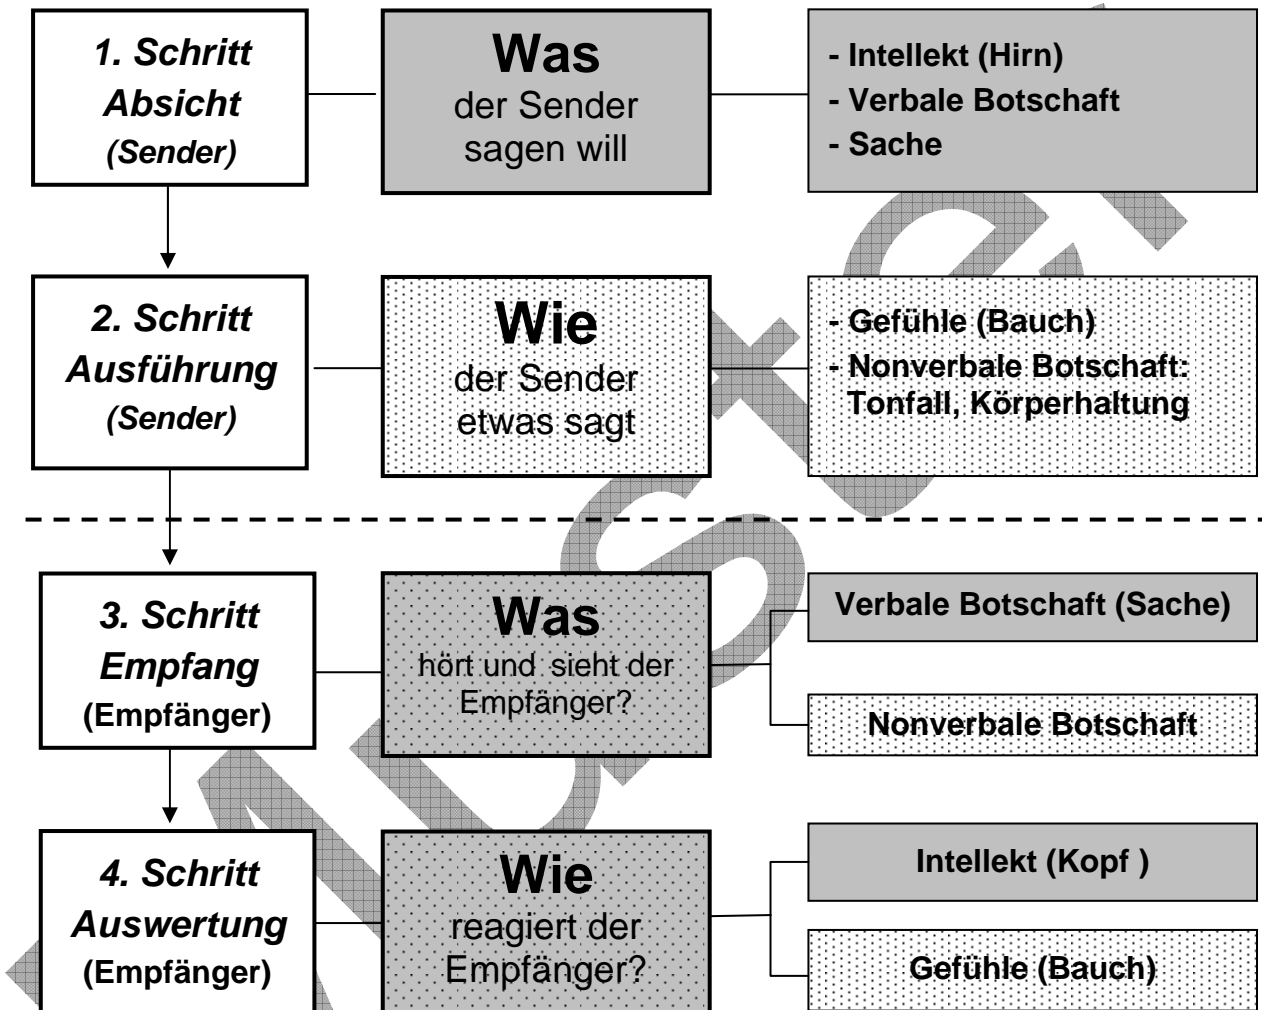 1. Schritt
Absicht
(Sender)
Was
der Sender
sagen will
- Intellekt (Hirn)
- Verbale Botschaft
- Sache
2. Schritt
Ausführung
(Sender)
Wie
der Sender
etwas sagt
- Gefühle (Bauch)
- Nonverbale Botschaft:
Tonfall, Körperhaltung
3. Schritt
Empfang
(Empfänger)
Was
hört und sieht der
Empfänger?
Verbale Botschaft (Sache)
Nonverbale Botschaft
4. Schritt
Auswertung
(Empfänger)
Wie
reagiert der
Empfänger?
Intellekt (Kopf )
Gefühle (Bauch)
Muster